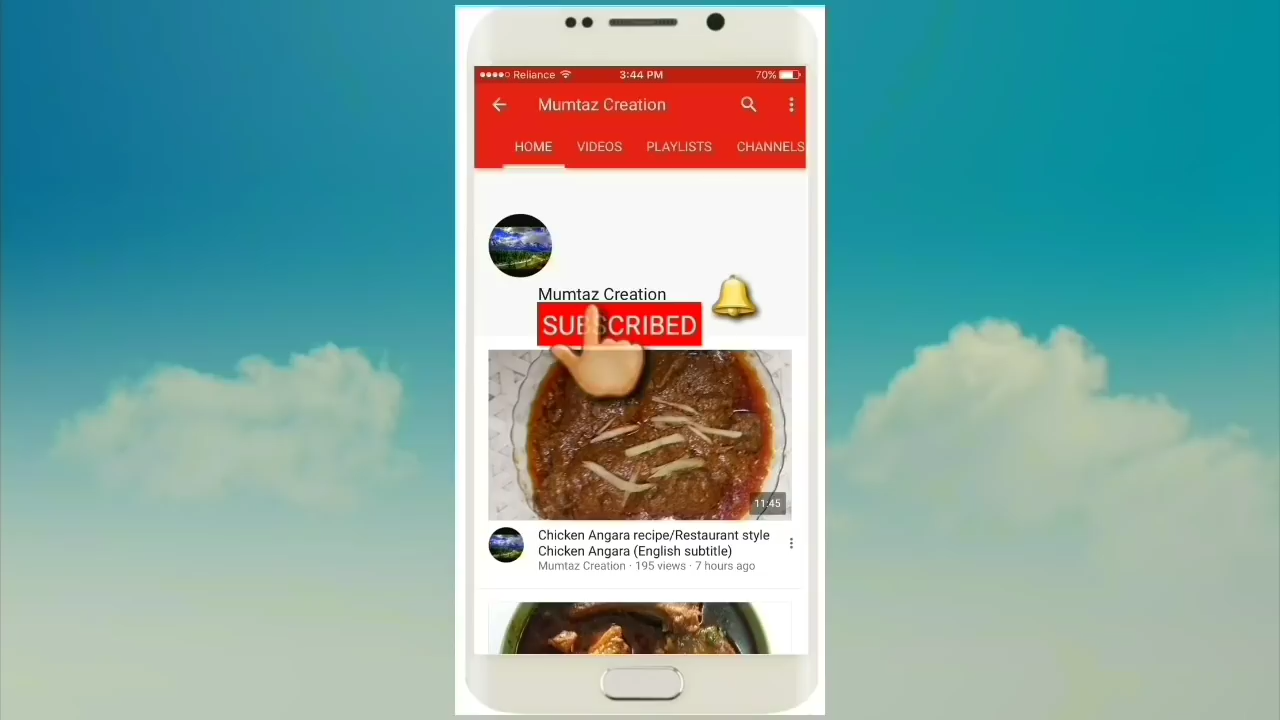 Reliance 3:44 PM 70%
Mumtaz Creation
HOME VIDEOS PLAYLISTS CHANNELS
Mumtaz Creation
SUBSCRIBED
11:45
Chicken Angara recipe/Restaurant style
Chicken Angara (English subtitle)
Mumtaz Creation · 195 views · 7 hours ago